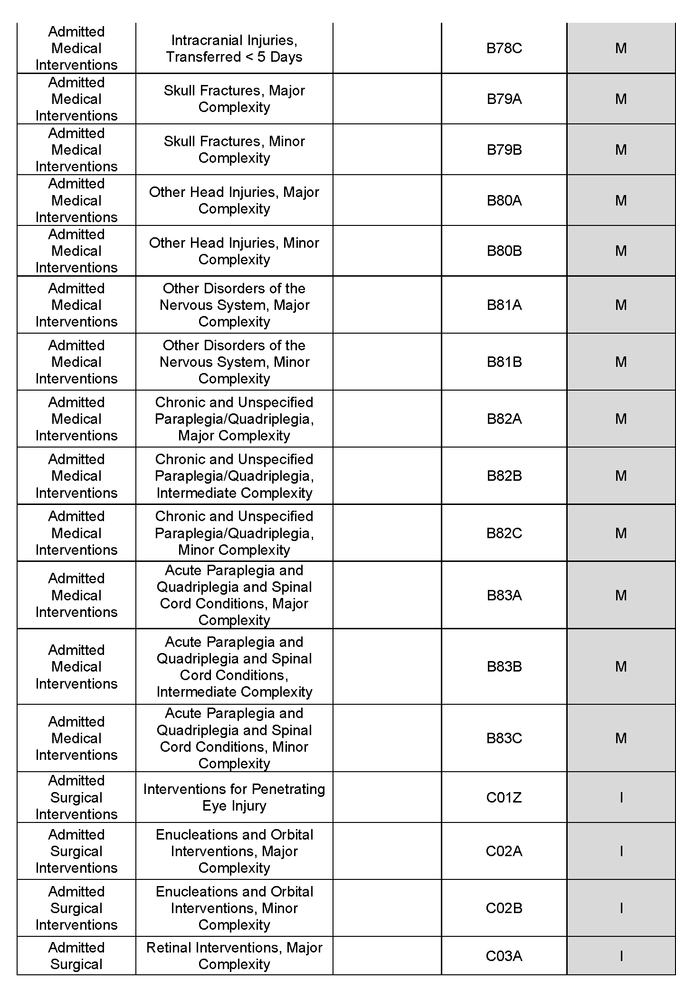 Admitted
Medical
Interventions
Intracranial Injuries,
Transferred < 5 Days
B78C
M
Admitted
Medical
Interventions
Skull Fractures, Major
Complexity
B79A
M
Admitted
Medical
Interventions
Skull Fractures, Minor
Complexity
B79B
M
Admitted
Medical
Interventions
Other Head Injuries, Major
Complexity
B80A
M
Admitted
Medical
Interventions
Other Head Injuries, Minor
Complexity
B80B
M
Admitted
Medical
Interventions
Other Disorders of the
Nervous System, Major
Complexity
B81A
M
Admitted
Medical
Interventions
Other Disorders of the
Nervous System, Minor
Complexity
B81B
M
Admitted
Medical
Interventions
Chronic and Unspecified
Paraplegia/Quadriplegia,
Major Complexity
B82A
M
Admitted
Medical
Interventions
Chronic and Unspecified
Paraplegia/Quadriplegia,
Intermediate Complexity
B82B
M
Admitted
Medical
Interventions
Chronic and Unspecified
Paraplegia/Quadriplegia,
Minor Complexity
B82C
M
Admitted
Medical
Interventions
Acute Paraplegia and
Quadriplegia and Spinal
Cord Conditions, Major
Complexity
B83A
M
Admitted
Medical
Interventions
Acute Paraplegia and
Quadriplegia and Spinal
Cord Conditions,
Intermediate Complexity
B83B
M
Admitted
Medical
Interventions
Acute Paraplegia and
Quadriplegia and Spinal
Cord Conditions, Minor
Complexity
B83C
M
Admitted
Surgical
Interventions
Interventions for Penetrating
Eye Injury
C01Z
I
Admitted
Surgical
Interventions
Enucleations and Orbital
Interventions, Major
Complexity
C02A
I
Admitted
Surgical
Interventions
Enucleations and Orbital
Interventions, Minor
Complexity
C02B
I
Admitted
Surgical
Retinal Interventions, Major
Complexity
C03A
I